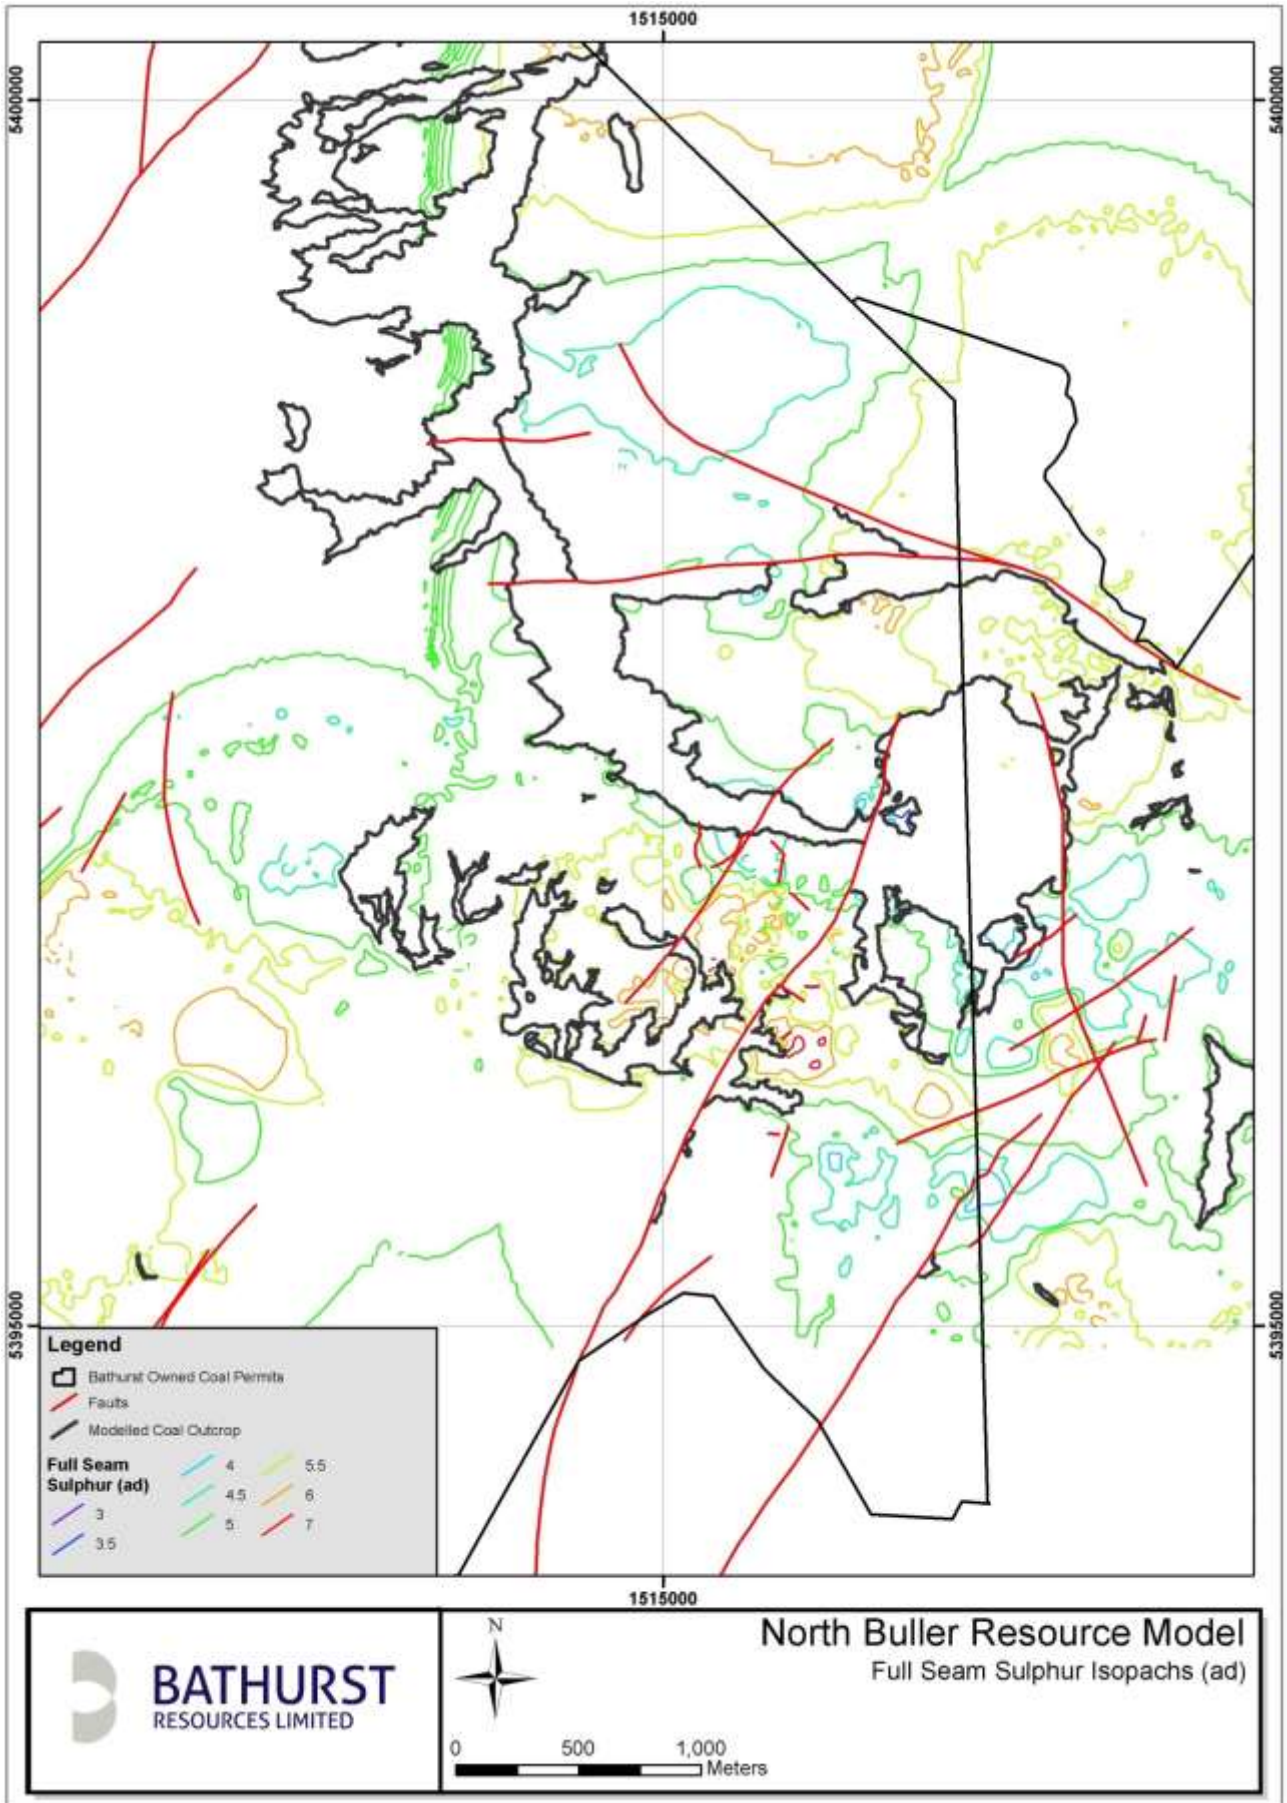 1515000
5400000
5400000
5395000
5395000
Legend
Bathurst Owned Coal Permits
Faults
Modelled Coal Outcrop
Full Seam
Sulphur (ad)
3
3.5
4
4.5
5
5.5
6
7
1515000
BATHURST
RESOURCES LIMITED
N
0 500 1,000
Meters
North Buller Resource Model
Full Seam Sulphur Isopachs (ad)